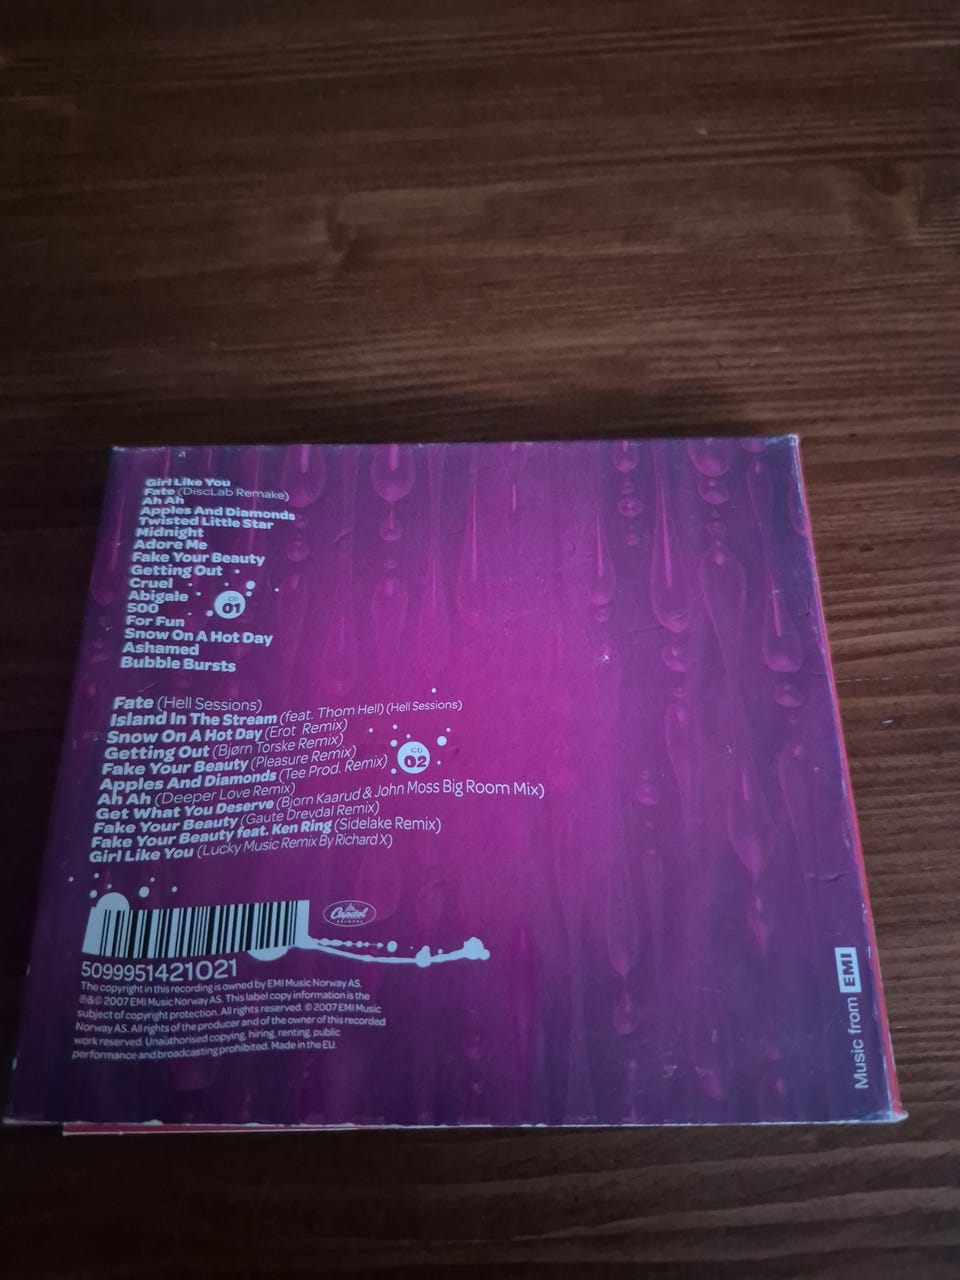 Girl Like You
Fate (DiscLab Remake)
Ah Ah
Apples And Diamonds
Twisted Little Star
Midnight
Adore Me
Fake Your Beauty
Getting Out
Cruel
Abigale
500
For Fun
Snow On A Hot Day
Ashamed
Bubble Bursts
CD
01
Fate (Hell Sessions)
Island In The Stream (feat. Thom Hell) (Hell Sessions)
Snow On A Hot Day (Erot Remix)
Getting Out (Bjørn Torske Remix)
Fake Your Beauty (Pleasure Remix)
Apples And Diamonds (Tee Prod. Remix)
Ah Ah (Deeper Love Remix)
Get What You Deserve (Bjorn Kaarud & John Moss Big Room Mix)
Fake Your Beauty (Gaute Drevdal Remix)
Fake Your Beauty feat. Ken Ring (Sidelake Remix)
Girl Like You (Lucky Music Remix By Richard X)
CD
02
Capitol
RECORDS
5099951421021
The copyright in this recording is owned by EMI Music Norway AS.
℗&© 2007 EMI Music Norway AS. This label copy information is the
subject of copyright protection. All rights reserved. © 2007 EMI Music
Norway AS. All rights of the producer and of the owner of this recorded
work reserved. Unauthorised copying, hiring, renting, public
performance and broadcasting prohibited. Made in the EU.
Music from EMI